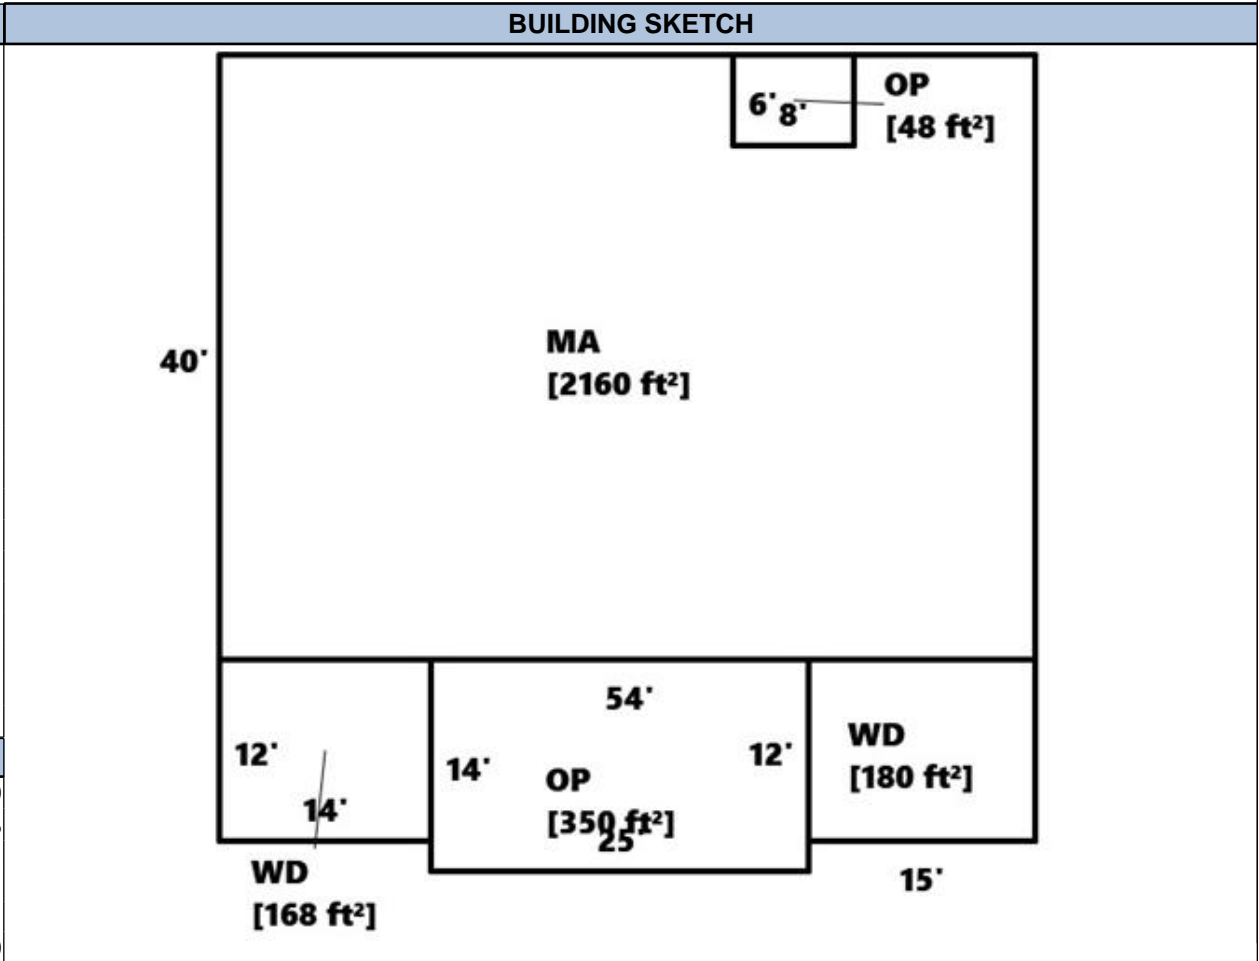 BUILDING SKETCH
6' 8'
OP
[48 ft²]
MA
[2160 ft²]
40'
54'
12'
14'
14'
OP
[350 ft²]
25'
12'
WD
[180 ft²]
15'
WD
[168 ft²]